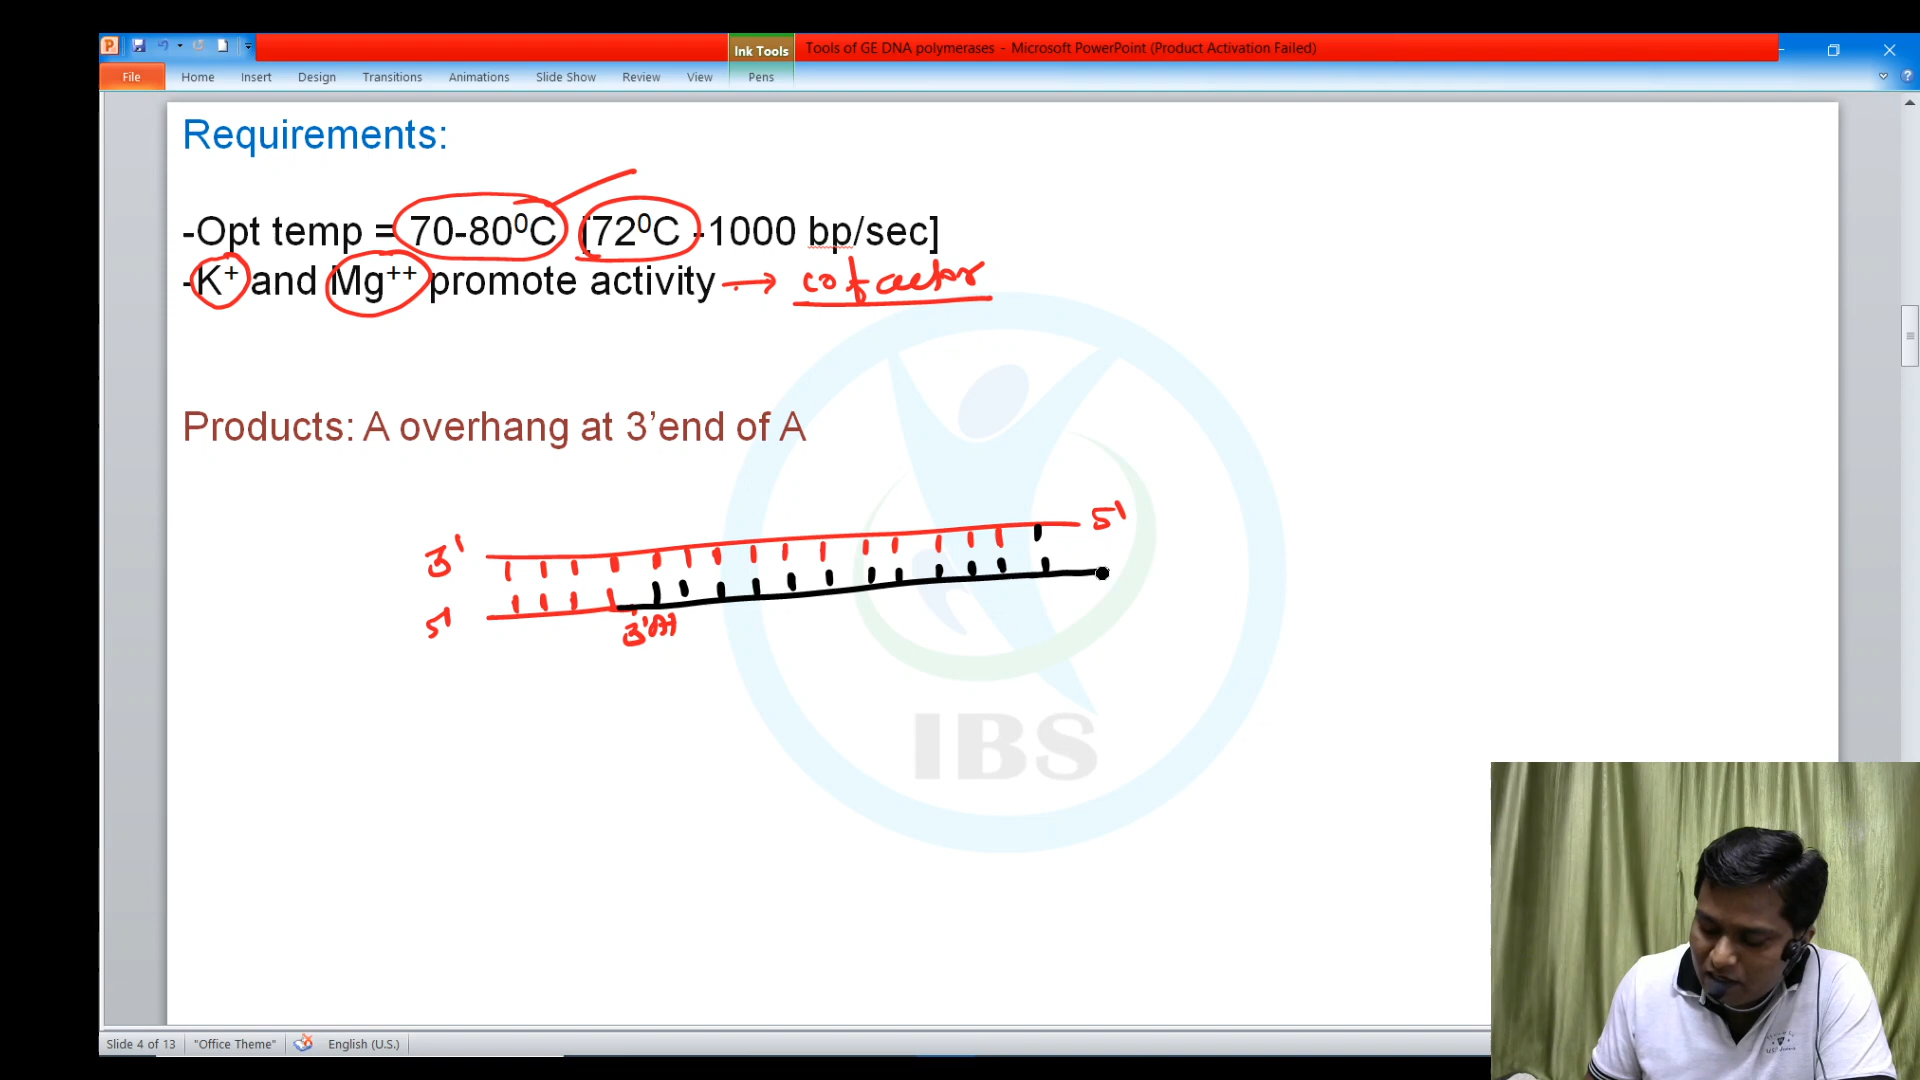 Ink Tools
Tools of GE DNA polymerases - Microsoft PowerPoint (Product Activation Failed)
File Home Insert Design Transitions Animations Slide Show Review View Pens
Requirements:
-Opt temp = 70-80⁰C [72⁰C -1000 bp/sec]
-K⁺ and Mg⁺⁺ promote activity → cofactor
Products: A overhang at 3’end of A
3' 5'
5'
3'
IBS
Slide 4 of 13 "Office Theme" English (U.S.)